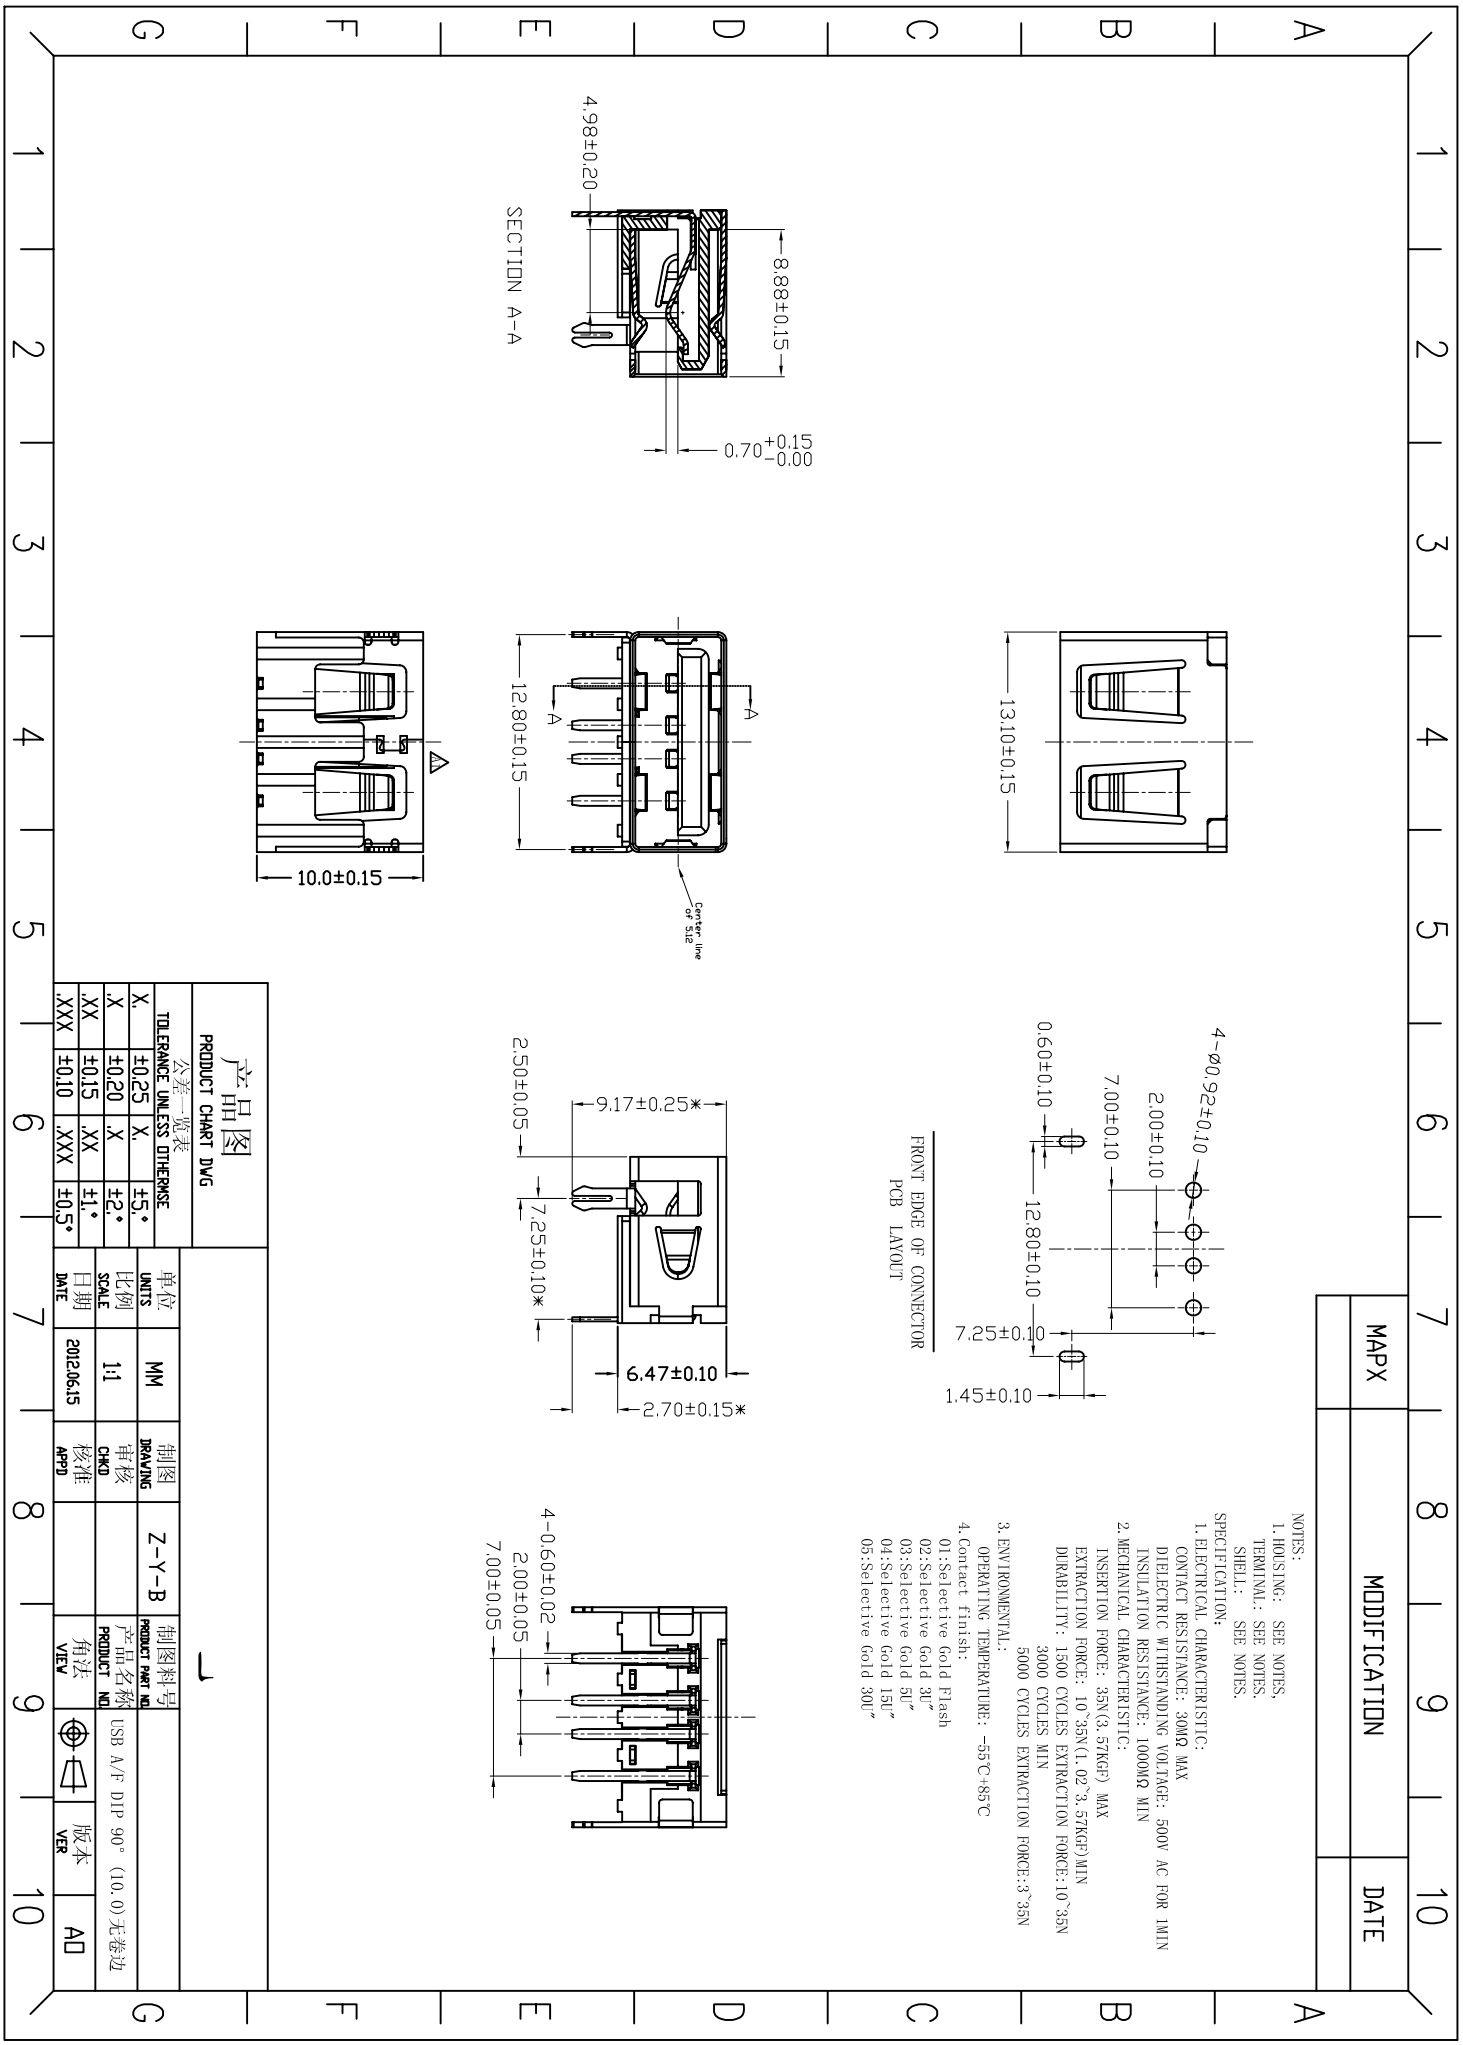 1 2 3 4 5 6 7 8 9 10
A
B
C
D
E
F
G
MAPX MODIFICATION DATE
NOTES:
1. HOUSING: SEE NOTES,
TERMINAL: SEE NOTES.
SHELL: SEE NOTES.
SPECIFICATION:
1. ELECTRICAL CHARACTERISTIC:
CONTACT RESISTANCE: 30MΩ MAX
DIELECTRIC WITHSTANDING VOLTAGE: 500V AC FOR 1MIN
INSULATION RESISTANCE: 1000MΩ MIN
2. MECHANICAL CHARACTERISTIC:
INSERTION FORCE: 35N(3.57KGF) MAX
EXTRACTION FORCE: 10~35N(1.02~3.57KGF)MIN
DURABILITY: 1500 CYCLES EXTRACTION FORCE:10~35N
3000 CYCLES MIN
5000 CYCLES EXTRACTION FORCE:3~35N
3. ENVIRONMENTAL:
OPERATING TEMPERATURE: -55℃+85℃
4. Contact finish:
01:Selective Gold Flash
02:Selective Gold 3U"
03:Selective Gold 5U"
04:Selective Gold 15U"
05:Selective Gold 30U"
13.10±0.15
4-Ø0.92±0.10
2.00±0.10
7.00±0.10
0.60±0.10
12.80±0.10
7.25±0.10
1.45±0.10
FRONT EDGE OF CONNECTOR
PCB LAYOUT
8.88±0.15
0.70+0.15
-0.00
4.98±0.20
SECTION A-A
A
A
12.80±0.15
Center line
of 5.12
9.17±0.25*
2.50±0.05
7.25±0.10*
6.47±0.10
2.70±0.15*
4-0.60±0.02
2.00±0.05
7.00±0.05
A1
10.0±0.15
产品图
PRODUCT CHART DWG
公差一览表
TOLERANCE UNLESS OTHERMSE
X. ±0.25 X. ±5.°
.X ±0.20 .X ±2.°
.XX ±0.15 .XX ±1.°
.XXX ±0.10 .XXX ±0.5°
单位
UNITS
MM
制图
DRAWING
Z-Y-B
制图料号
PRODUCT PART NO.
比例
SCALE
1:1
审核
CHKD
产品名称
PRODUCT NO.
USB A/F DIP 90° (10.0)无卷边
日期
DATE
2012.06.15
核准
APPD
角法
VIEW
版本
VER
AO
1 2 3 4 5 6 7 8 9 10
A
B
C
D
E
F
G